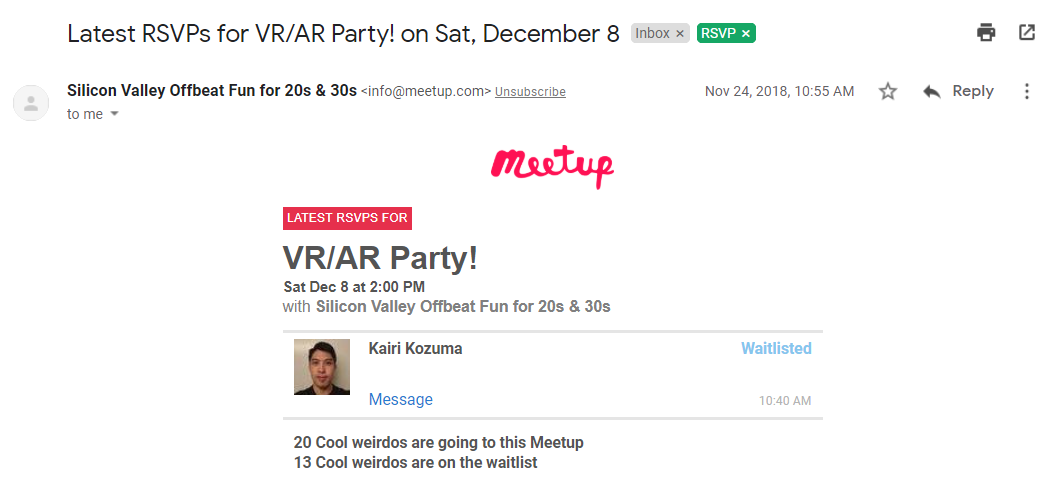 Latest RSVPs for VR/AR Party! on Sat, December 8 Inbox × RSVP ×
Silicon Valley Offbeat Fun for 20s & 30s <info@meetup.com> Unsubscribe Nov 24, 2018, 10:55 AM Reply
to me
meetup
LATEST RSVPS FOR
VR/AR Party!
Sat Dec 8 at 2:00 PM
with Silicon Valley Offbeat Fun for 20s & 30s
Kairi Kozuma Waitlisted
Message 10:40 AM
20 Cool weirdos are going to this Meetup
13 Cool weirdos are on the waitlist